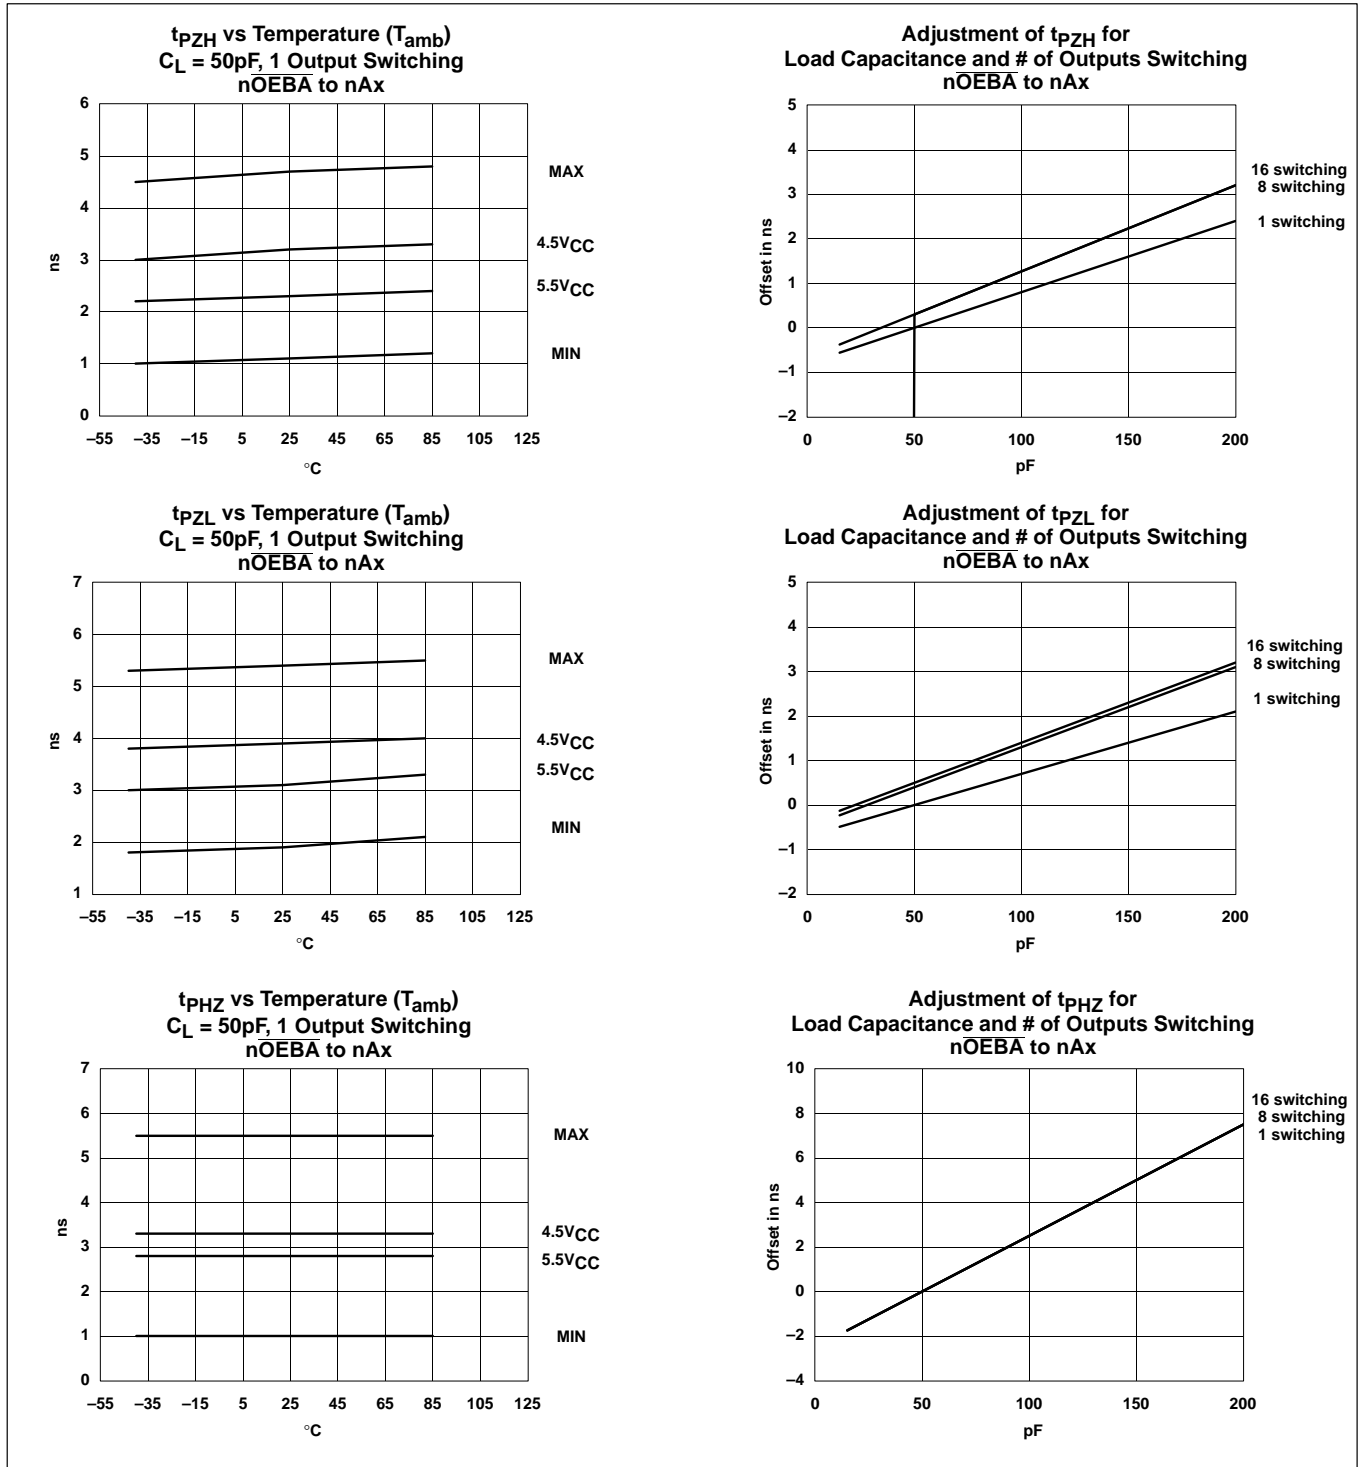 tPZH vs Temperature (Tamb)
CL = 50pF, 1 Output Switching
nOEBA to nAx
6
5
4
3
2
1
0
ns
MAX
4.5VCC
5.5VCC
MIN
–55 –35 –15 5 25 45 65 85 105 125
°C
Adjustment of tPZH for
Load Capacitance and # of Outputs Switching
nOEBA to nAx
5
4
3
2
1
0
–1
–2
Offset in ns
16 switching
8 switching
1 switching
0 50 100 150 200
pF
tPZL vs Temperature (Tamb)
CL = 50pF, 1 Output Switching
nOEBA to nAx
7
6
5
4
3
2
1
ns
MAX
4.5VCC
5.5VCC
MIN
–55 –35 –15 5 25 45 65 85 105 125
°C
Adjustment of tPZL for
Load Capacitance and # of Outputs Switching
nOEBA to nAx
5
4
3
2
1
0
–1
–2
Offset in ns
16 switching
8 switching
1 switching
0 50 100 150 200
pF
tPHZ vs Temperature (Tamb)
CL = 50pF, 1 Output Switching
nOEBA to nAx
7
6
5
4
3
2
1
0
ns
MAX
4.5VCC
5.5VCC
MIN
–55 –35 –15 5 25 45 65 85 105 125
°C
Adjustment of tPHZ for
Load Capacitance and # of Outputs Switching
nOEBA to nAx
10
8
6
4
2
0
–2
–4
Offset in ns
16 switching
8 switching
1 switching
0 50 100 150 200
pF